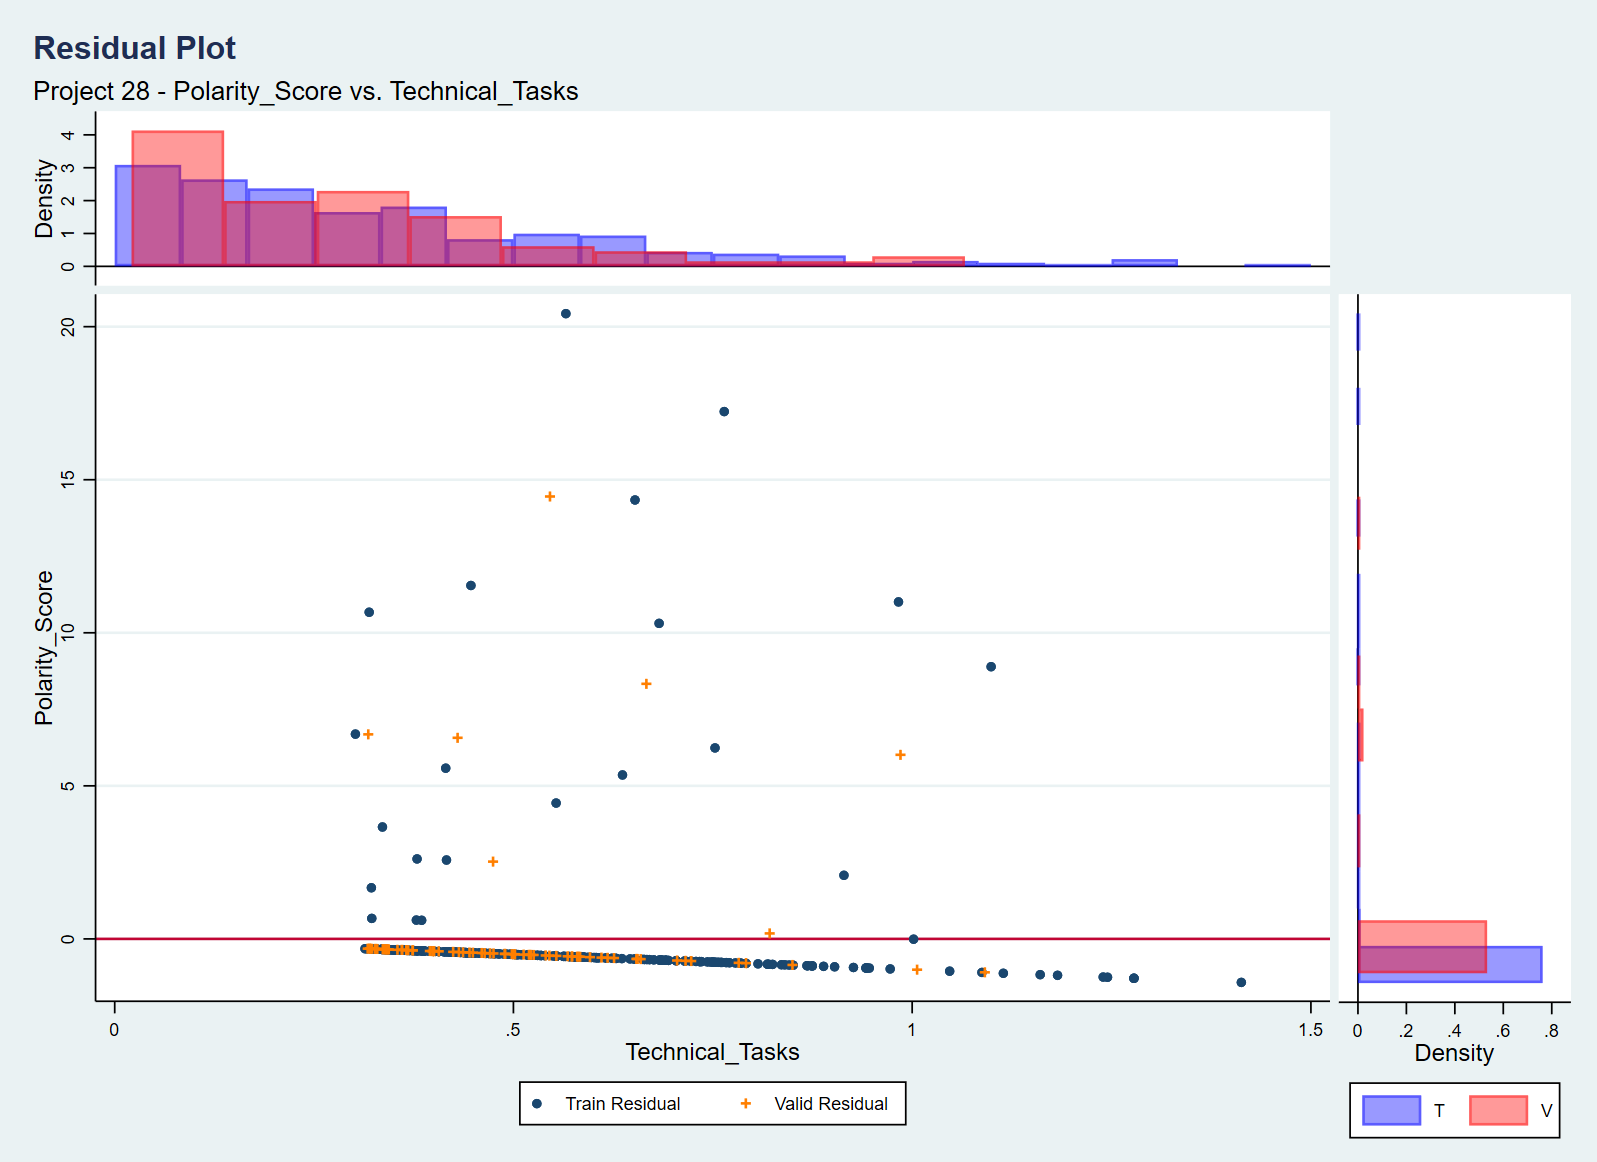 Residual Plot
Project 28 - Polarity_Score vs. Technical_Tasks
Density
4
3
2
1
0
Polarity_Score
20
15
10
5
0
0 .5 1 1.5
Technical_Tasks
0 .2 .4 .6 .8
Density
Train Residual Valid Residual
T V